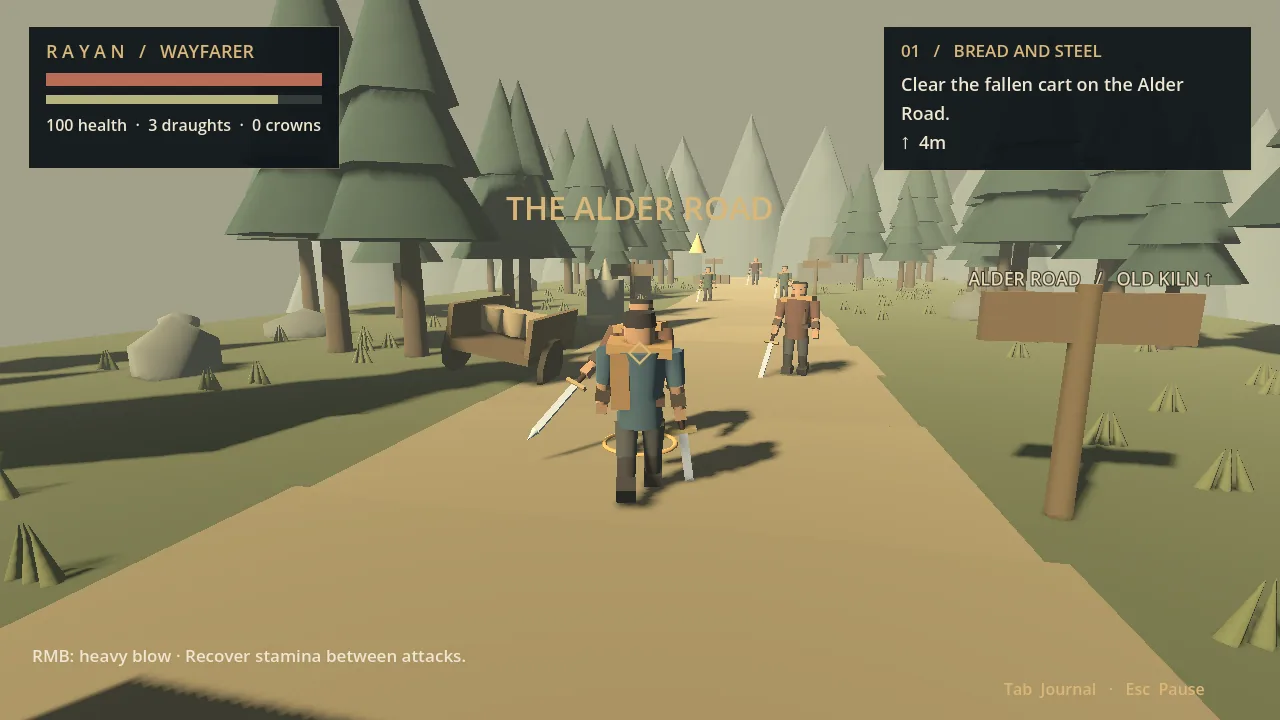 RAYAN / WAYFARER
100 health · 3 draughts · 0 crowns
01 / BREAD AND STEEL
Clear the fallen cart on the Alder
Road.
↑ 4m
THE ALDER ROAD
ALDER ROAD / OLD KILN ↑
RMB: heavy blow · Recover stamina between attacks.
Tab Journal · Esc Pause